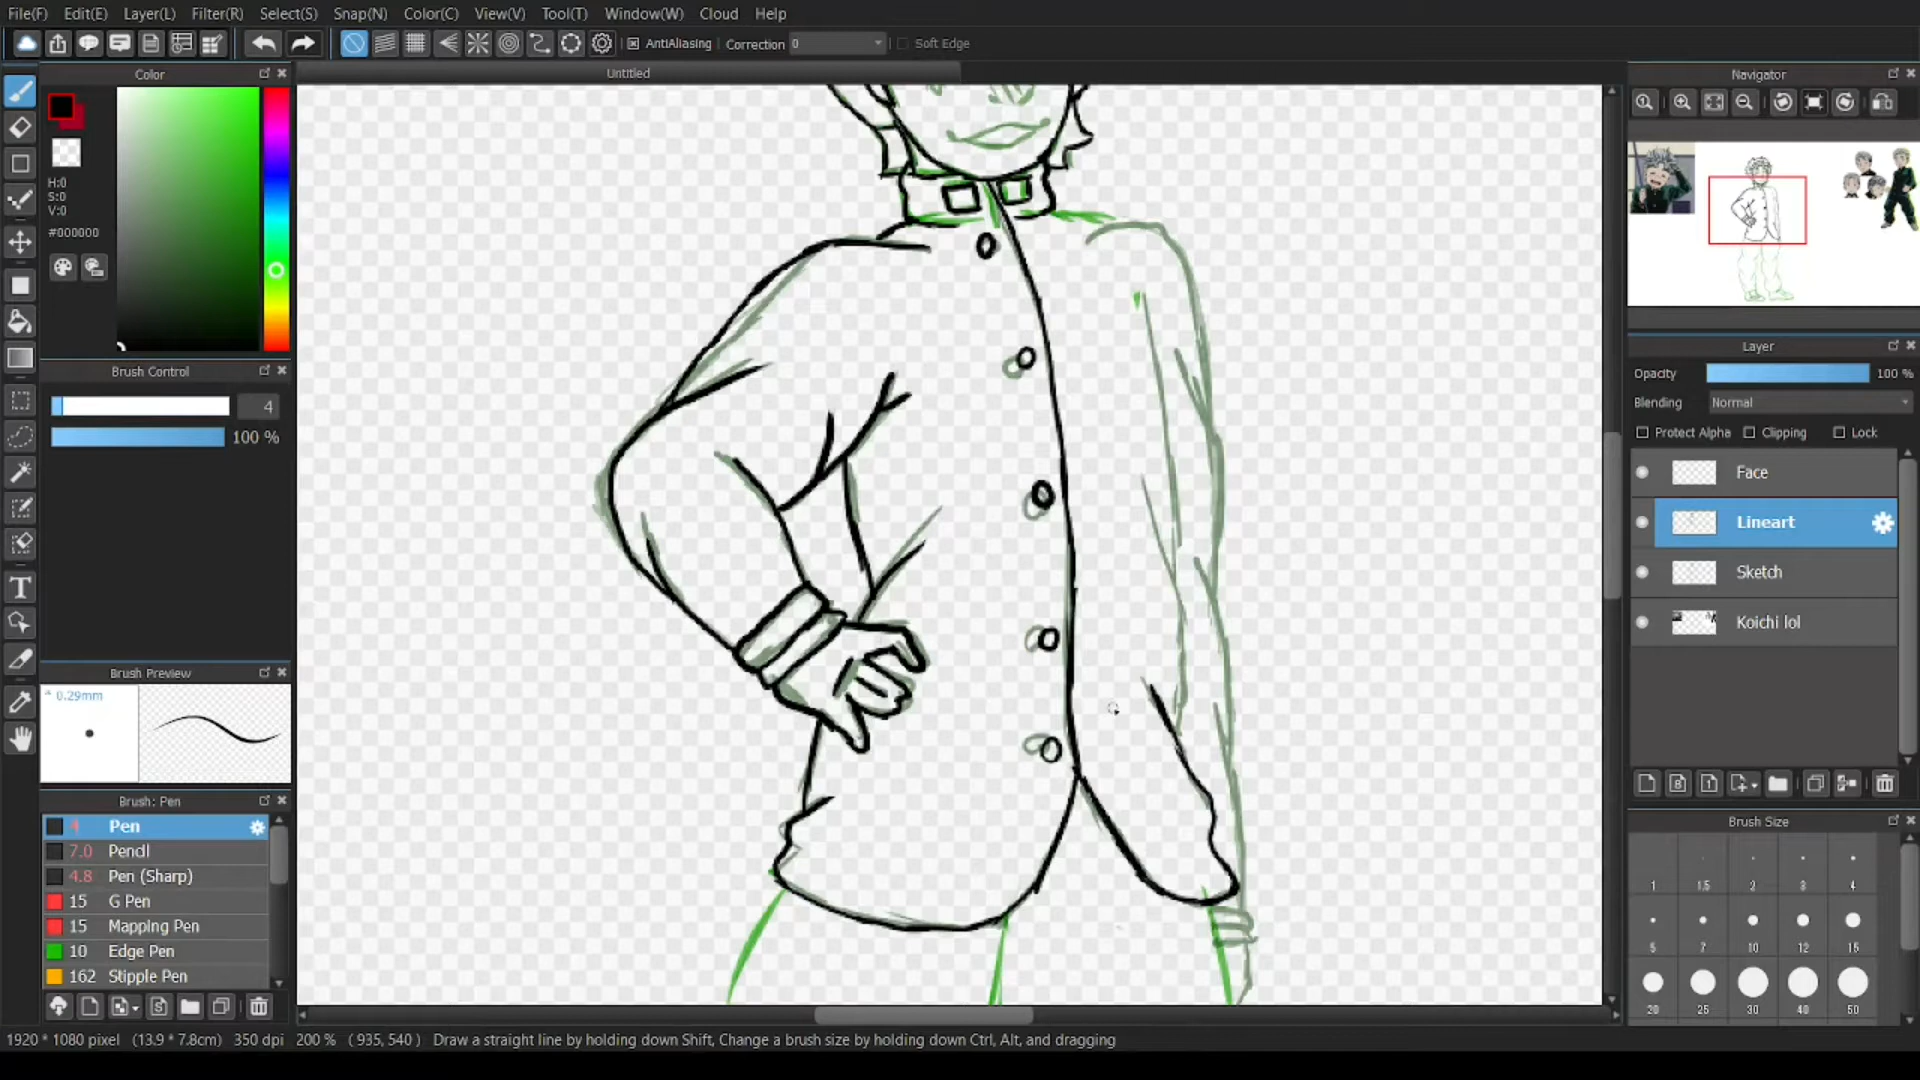 File(F) Edit(E) Layer(L) Filter(R) Select(S) Snap(N) Color(C) View(V) Tool(T) Window(W) Cloud Help
AntiAliasing Correction 0 Soft Edge
Color
Untitled
Navigator
H:0
S:0
V:0
#000000
Brush Control
4
100 %
Brush Preview
0.29mm
Brush: Pen
4 Pen
7.0 Pencil
4.8 Pen (Sharp)
15 G Pen
15 Mapping Pen
10 Edge Pen
162 Stipple Pen
Layer
Opacity 100 %
Blending Normal
Protect Alpha Clipping Lock
Face
Lineart
Sketch
Koichi lol
Brush Size
1 1.5 2 3 4
5 7 10 12 15
20 25 30 40 50
1920 * 1080 pixel (13.9 * 7.8cm) 350 dpi 200 % ( 935, 540 ) Draw a straight line by holding down Shift, Change a brush size by holding down Ctrl, Alt, and dragging